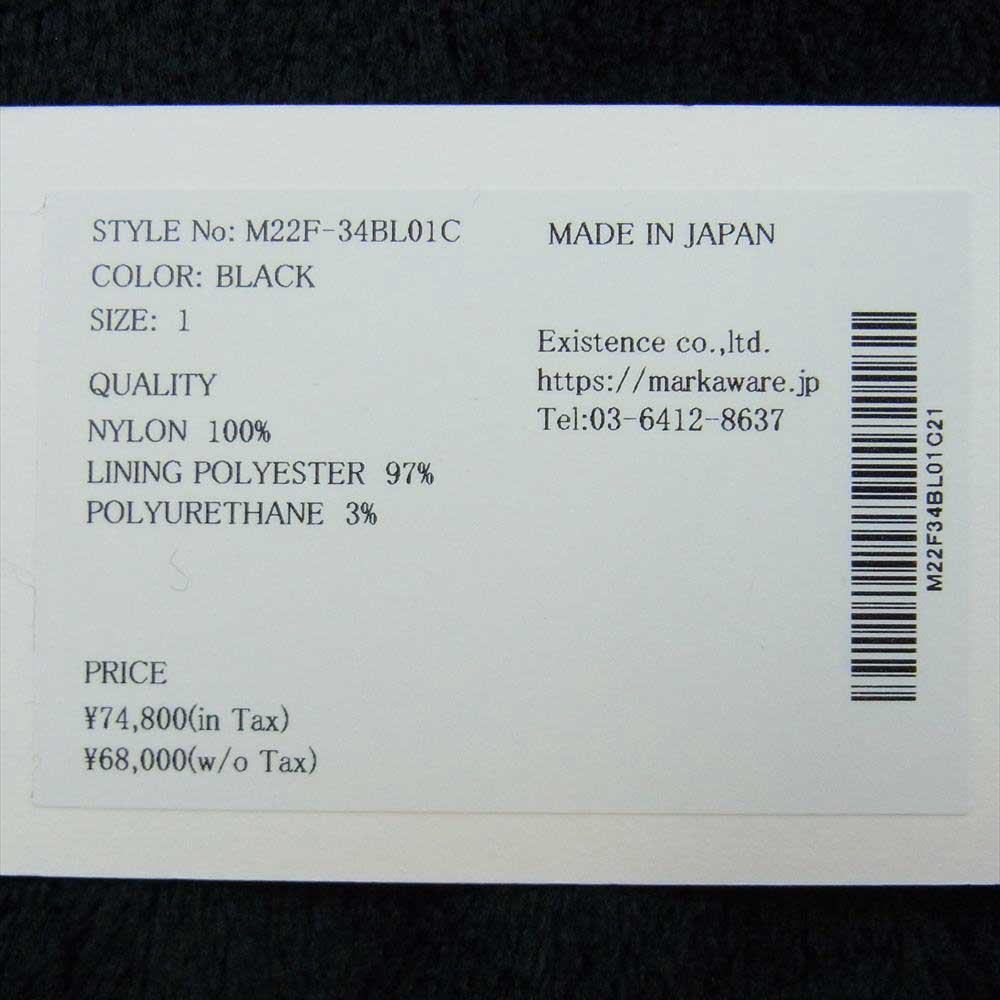 STYLE No: M22F-34BL01C
COLOR: BLACK
SIZE: 1
QUALITY
NYLON 100%
LINING POLYESTER 97%
POLYURETHANE 3%
PRICE
¥74,800(in Tax)
¥68,000(w/o Tax)
MADE IN JAPAN
Existence co.,ltd.
https://markaware.jp
Tel:03-6412-8637
M22F34BL01C21